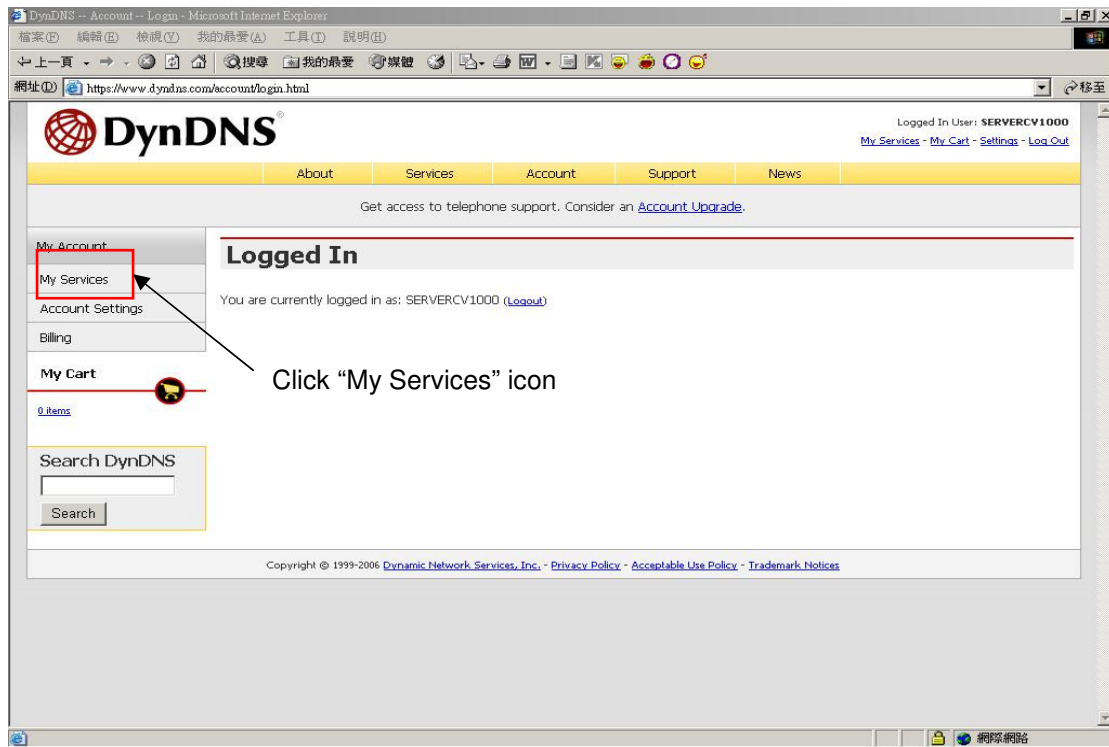 DynDNS -- Account -- Login - Microsoft Internet Explorer
檔案(F) 編輯(E) 檢視(V) 我的最愛(A) 工具(T) 說明(H)
上一頁 搜尋 我的最愛 媒體
網址(D) https://www.dyndns.com/account/login.html 移至
DynDNS®
Logged In User: SERVERCV1000
My Services - My Cart - Settings - Log Out
About Services Account Support News
Get access to telephone support. Consider an Account Upgrade.
My Account
Logged In
My Services
You are currently logged in as: SERVERCV1000 (Logout)
Account Settings
Billing
My Cart
Click “My Services” icon
0 items
Search DynDNS
Search
Copyright © 1999-2006 Dynamic Network Services, Inc. - Privacy Policy - Acceptable Use Policy - Trademark Notices
網際網路